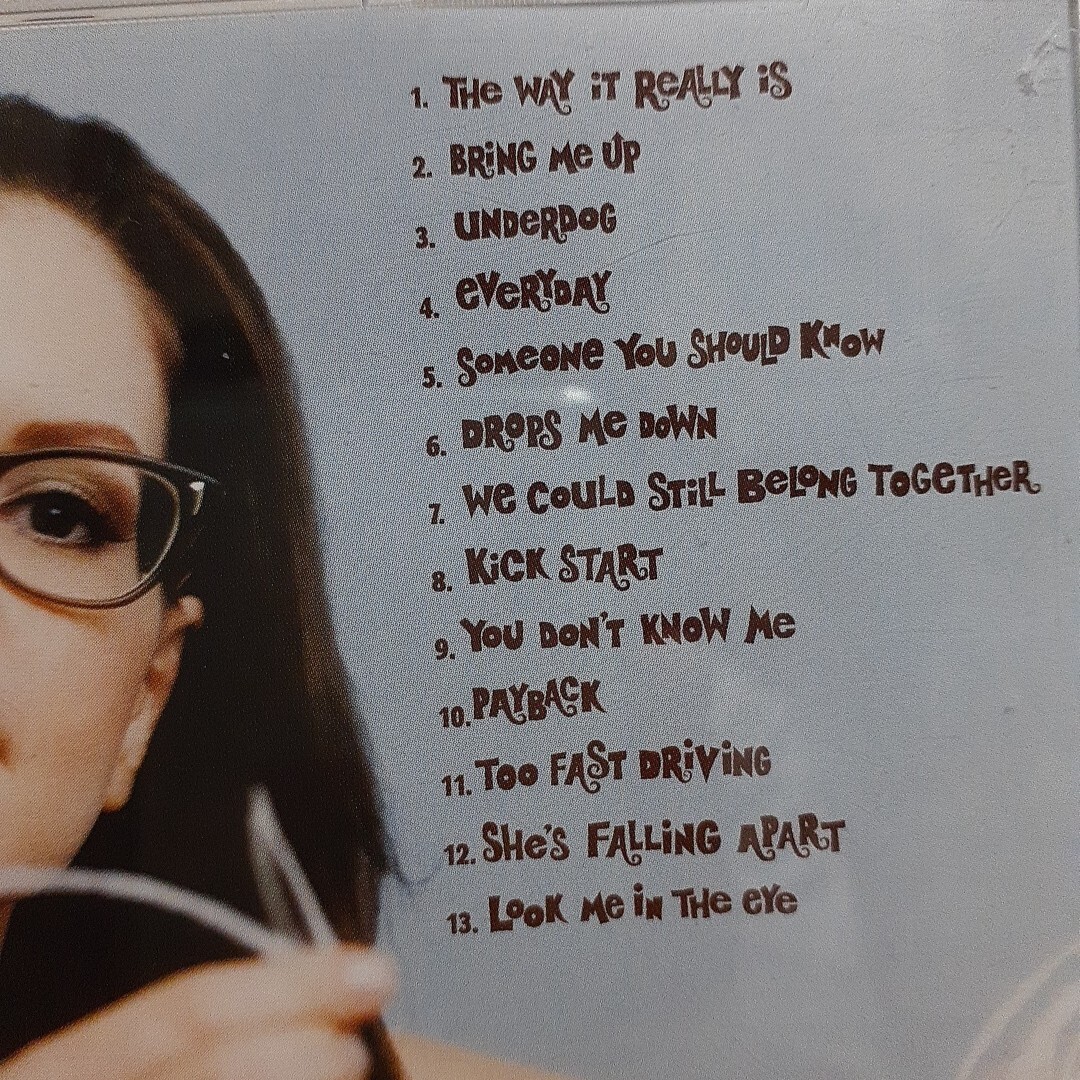 1. THE WAY iT ReALLY iS
2. BRiNG Me UP
3. UNDeRDOG
4. eVeRYDAY
5. SOMeONe YOU SHOULD KNOW
6. DROPS Me DOWN
7. We COULD STiLL BeLONG TOGeTHeR
8. KiCK START
9. YOU DON'T KNOW Me
10. PAYBACK
11. TOO FAST DRiViNG
12. SHe'S FALLiNG APART
13. LOOK Me iN THe eYe